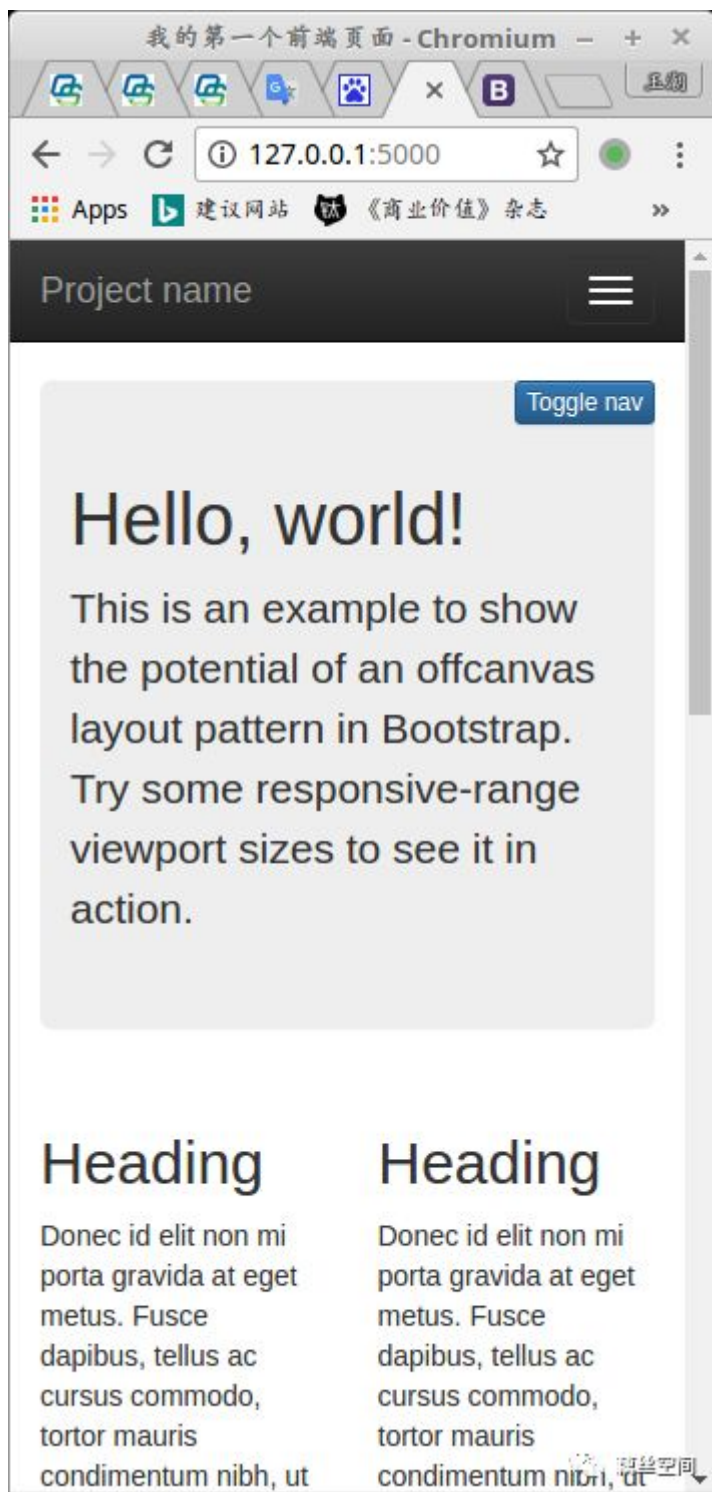 我的第一个前端页面 - Chromium
127.0.0.1:5000
Apps 建议网站 《商业价值》杂志 »
Project name
Toggle nav
Hello, world!
This is an example to show
the potential of an offcanvas
layout pattern in Bootstrap.
Try some responsive-range
viewport sizes to see it in
action.
Heading
Donec id elit non mi
porta gravida at eget
metus. Fusce
dapibus, tellus ac
cursus commodo,
tortor mauris
condimentum nibh, ut
Heading
Donec id elit non mi
porta gravida at eget
metus. Fusce
dapibus, tellus ac
cursus commodo,
tortor mauris
condimentum nibh, ut